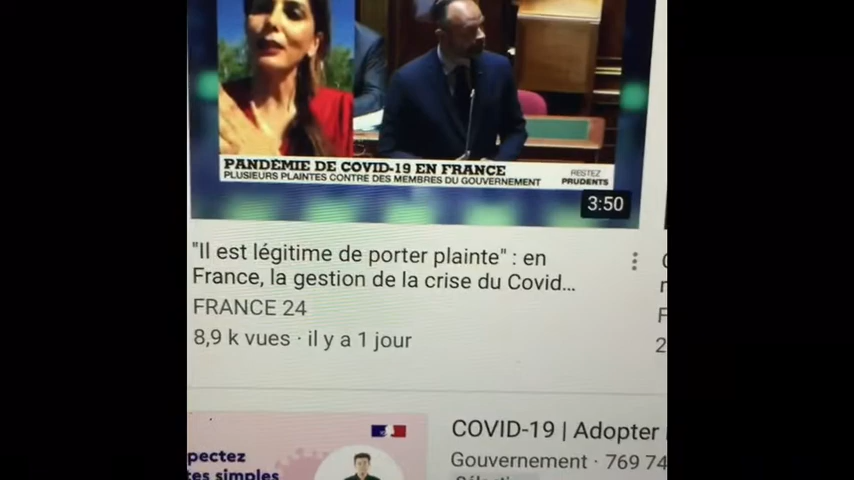 PANDÉMIE DE COVID-19 EN FRANCE
PLUSIEURS PLAINTES CONTRE DES MEMBRES DU GOUVERNEMENT
RESTEZ
PRUDENTS
3:50
"Il est légitime de porter plainte" : en
France, la gestion de la crise du Covid...
FRANCE 24
8,9 k vues · il y a 1 jour
COVID-19 | Adopter
Gouvernement · 769 74
pectez
es simples